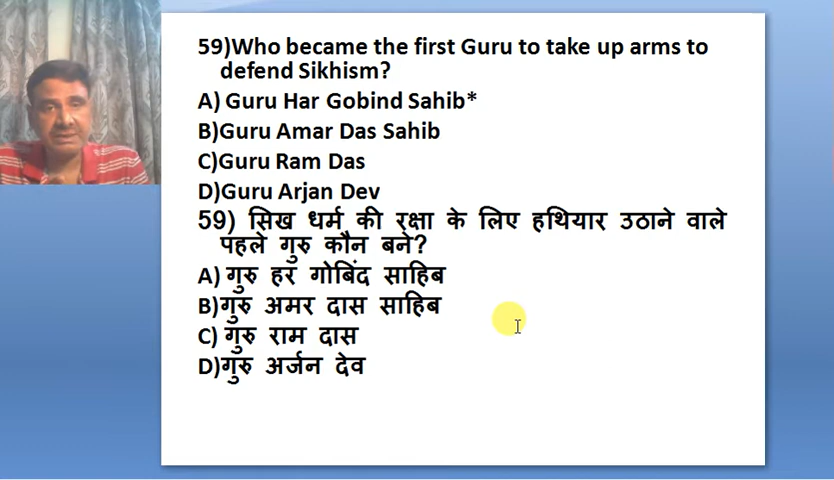 59)Who became the first Guru to take up arms to
defend Sikhism?
A) Guru Har Gobind Sahib*
B)Guru Amar Das Sahib
C)Guru Ram Das
D)Guru Arjan Dev
59) सिख धर्म की रक्षा के लिए हथियार उठाने वाले
पहले गुरु कौन बने?
A) गुरु हर गोबिंद साहिब
B)गुरु अमर दास साहिब
C) गुरु राम दास
D)गुरु अर्जन देव